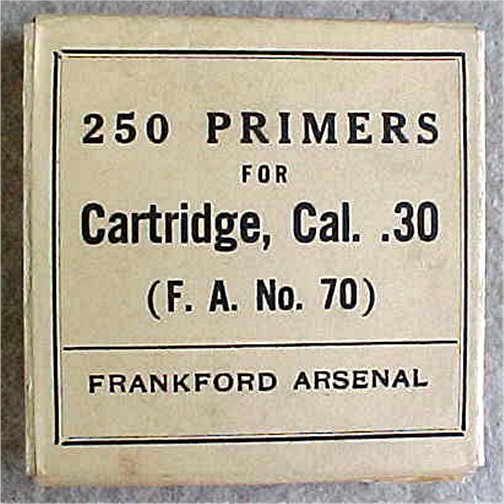 250 PRIMERS
FOR
Cartridge, Cal. .30
(F. A. No. 70)
FRANKFORD ARSENAL